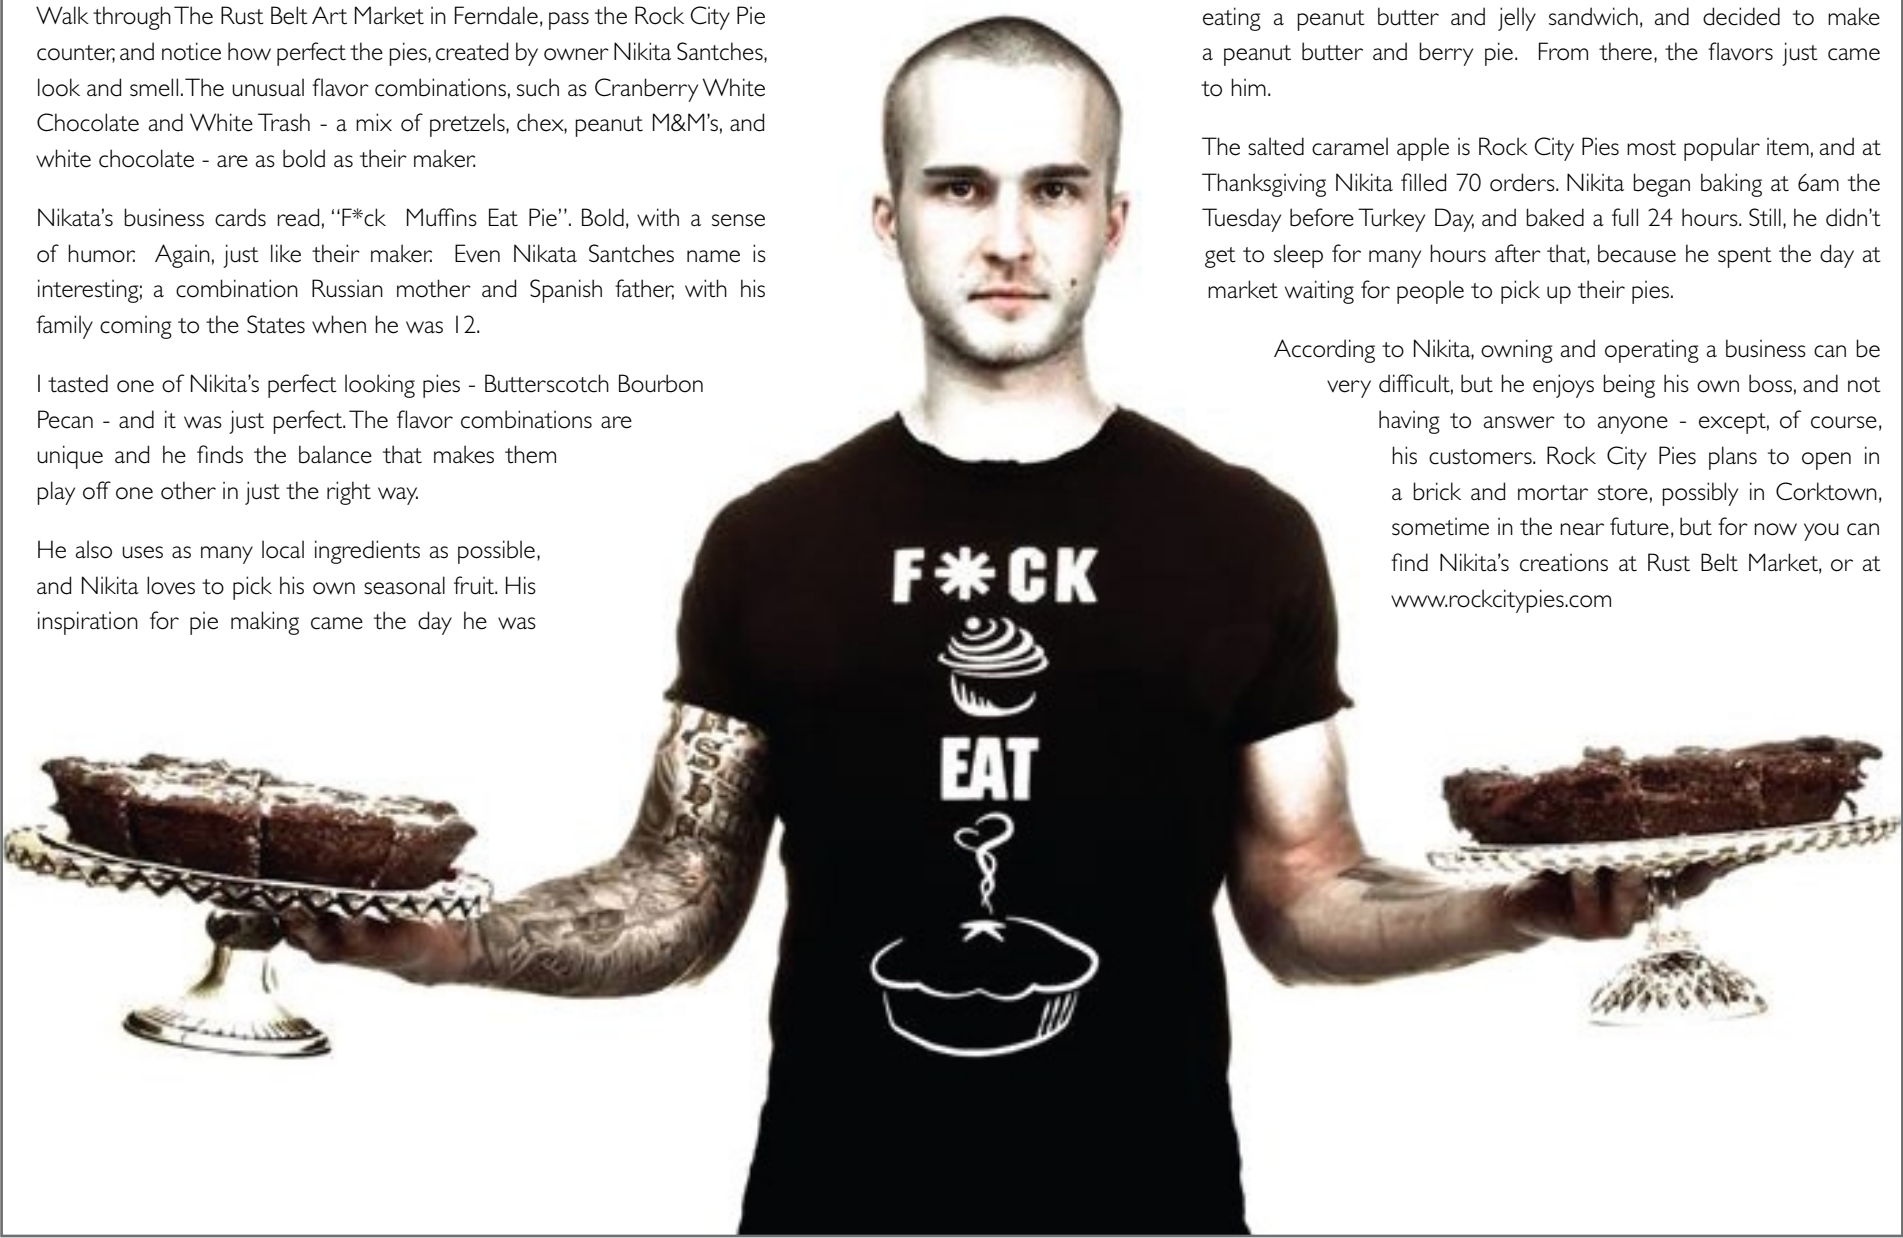 Walk through The Rust Belt Art Market in Ferndale, pass the Rock City Pie
counter, and notice how perfect the pies, created by owner Nikita Santches,
look and smell. The unusual flavor combinations, such as Cranberry White
Chocolate and White Trash - a mix of pretzels, chex, peanut M&M's, and
white chocolate - are as bold as their maker.
Nikata's business cards read, “F*ck Muffins Eat Pie”. Bold, with a sense
of humor. Again, just like their maker. Even Nikata Santches name is
interesting; a combination Russian mother and Spanish father, with his
family coming to the States when he was 12.
I tasted one of Nikita's perfect looking pies - Butterscotch Bourbon
Pecan - and it was just perfect. The flavor combinations are
unique and he finds the balance that makes them
play off one other in just the right way.
He also uses as many local ingredients as possible,
and Nikita loves to pick his own seasonal fruit. His
inspiration for pie making came the day he was
eating a peanut butter and jelly sandwich, and decided to make
a peanut butter and berry pie. From there, the flavors just came
to him.
The salted caramel apple is Rock City Pies most popular item, and at
Thanksgiving Nikita filled 70 orders. Nikita began baking at 6am the
Tuesday before Turkey Day, and baked a full 24 hours. Still, he didn't
get to sleep for many hours after that, because he spent the day at
market waiting for people to pick up their pies.
According to Nikita, owning and operating a business can be
very difficult, but he enjoys being his own boss, and not
having to answer to anyone - except, of course,
his customers. Rock City Pies plans to open in
a brick and mortar store, possibly in Corktown,
sometime in the near future, but for now you can
find Nikita's creations at Rust Belt Market, or at
www.rockcitypies.com
F*CK
EAT